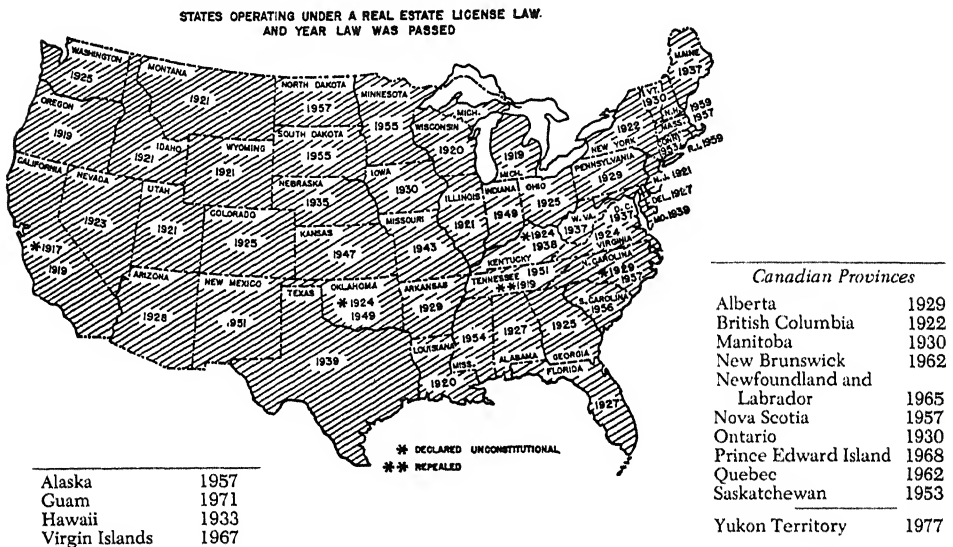 STATES OPERATING UNDER A REAL ESTATE LICENSE LAW.
AND YEAR LAW WAS PASSED
WASHINGTON
1925
OREGON
1919
CALIFORNIA
*1917
1919
NEVADA
1923
IDAHO
1921
MONTANA
1921
WYOMING
1921
UTAH
1921
COLORADO
1925
ARIZONA
1928
NEW MEXICO
1951
NORTH DAKOTA
1957
SOUTH DAKOTA
1955
NEBRASKA
1935
KANSAS
1947
OKLAHOMA
*1924
1949
TEXAS
1939
MINNESOTA
1955
IOWA
1930
MISSOURI
1943
ARKANSAS
1929
LOUISIANA
1920
WISCONSIN
1920
MICH.
1919
MICH.
ILLINOIS
1921
INDIANA
1949
OHIO
1925
KENTUCKY
*1924
1938
TENNESSEE
1951
**1919
MISS.
1954
ALABAMA
1927
GEORGIA
1925
FLORIDA
1927
S. CAROLINA
1956
N. CAROLINA
1957
VIRGINIA
1924
W. VA.
1937
D. C.
1937
PENNSYLVANIA
1929
NEW YORK
1922
VT.
1930
MAINE
1937
N.H.
1959
MASS.
1957
CONN.
1953
R.I. 1959
N. J. 1921
DEL. 1927
MD. 1939
* DECLARED UNCONSTITUTIONAL
** REPEALED
Alaska 1957
Guam 1971
Hawaii 1933
Virgin Islands 1967
Canadian Provinces
Alberta 1929
British Columbia 1922
Manitoba 1930
New Brunswick 1962
Newfoundland and
Labrador 1965
Nova Scotia 1957
Ontario 1930
Prince Edward Island 1968
Quebec 1962
Saskatchewan 1953
Yukon Territory 1977